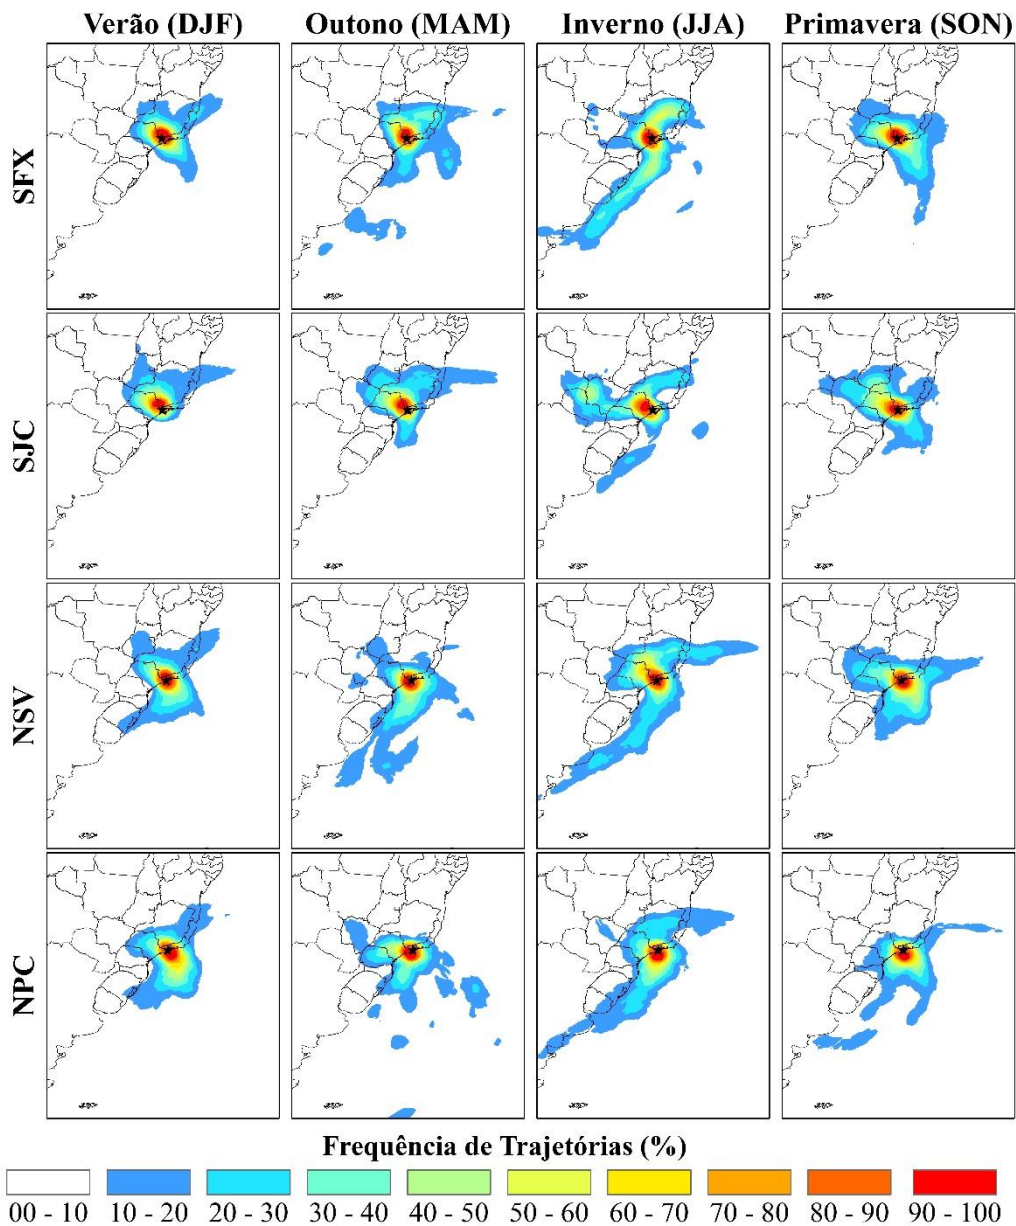 Verão (DJF) Outono (MAM) Inverno (JJA) Primavera (SON)
SFX
SJC
NSV
NPC
Frequência de Trajetórias (%)
00 - 10 10 - 20 20 - 30 30 - 40 40 - 50 50 - 60 60 - 70 70 - 80 80 - 90 90 - 100